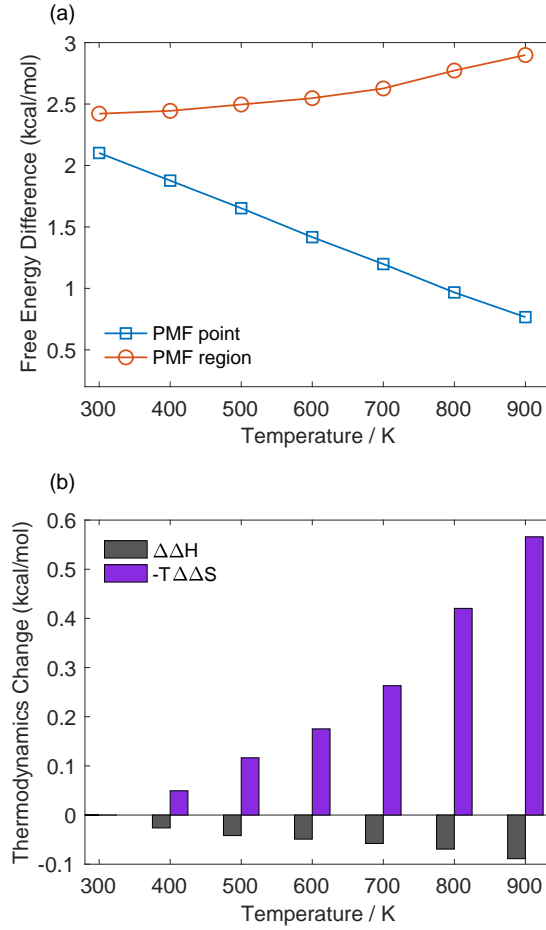 (a)
Free Energy Difference (kcal/mol)
3
2.5
2
1.5
1
0.5
PMF point
PMF region
300 400 500 600 700 800 900
Temperature / K
(b)
Thermodynamics Change (kcal/mol)
0.6
0.5
0.4
0.3
0.2
0.1
0
-0.1
ΔΔH
-TΔΔS
300 400 500 600 700 800 900
Temperature / K